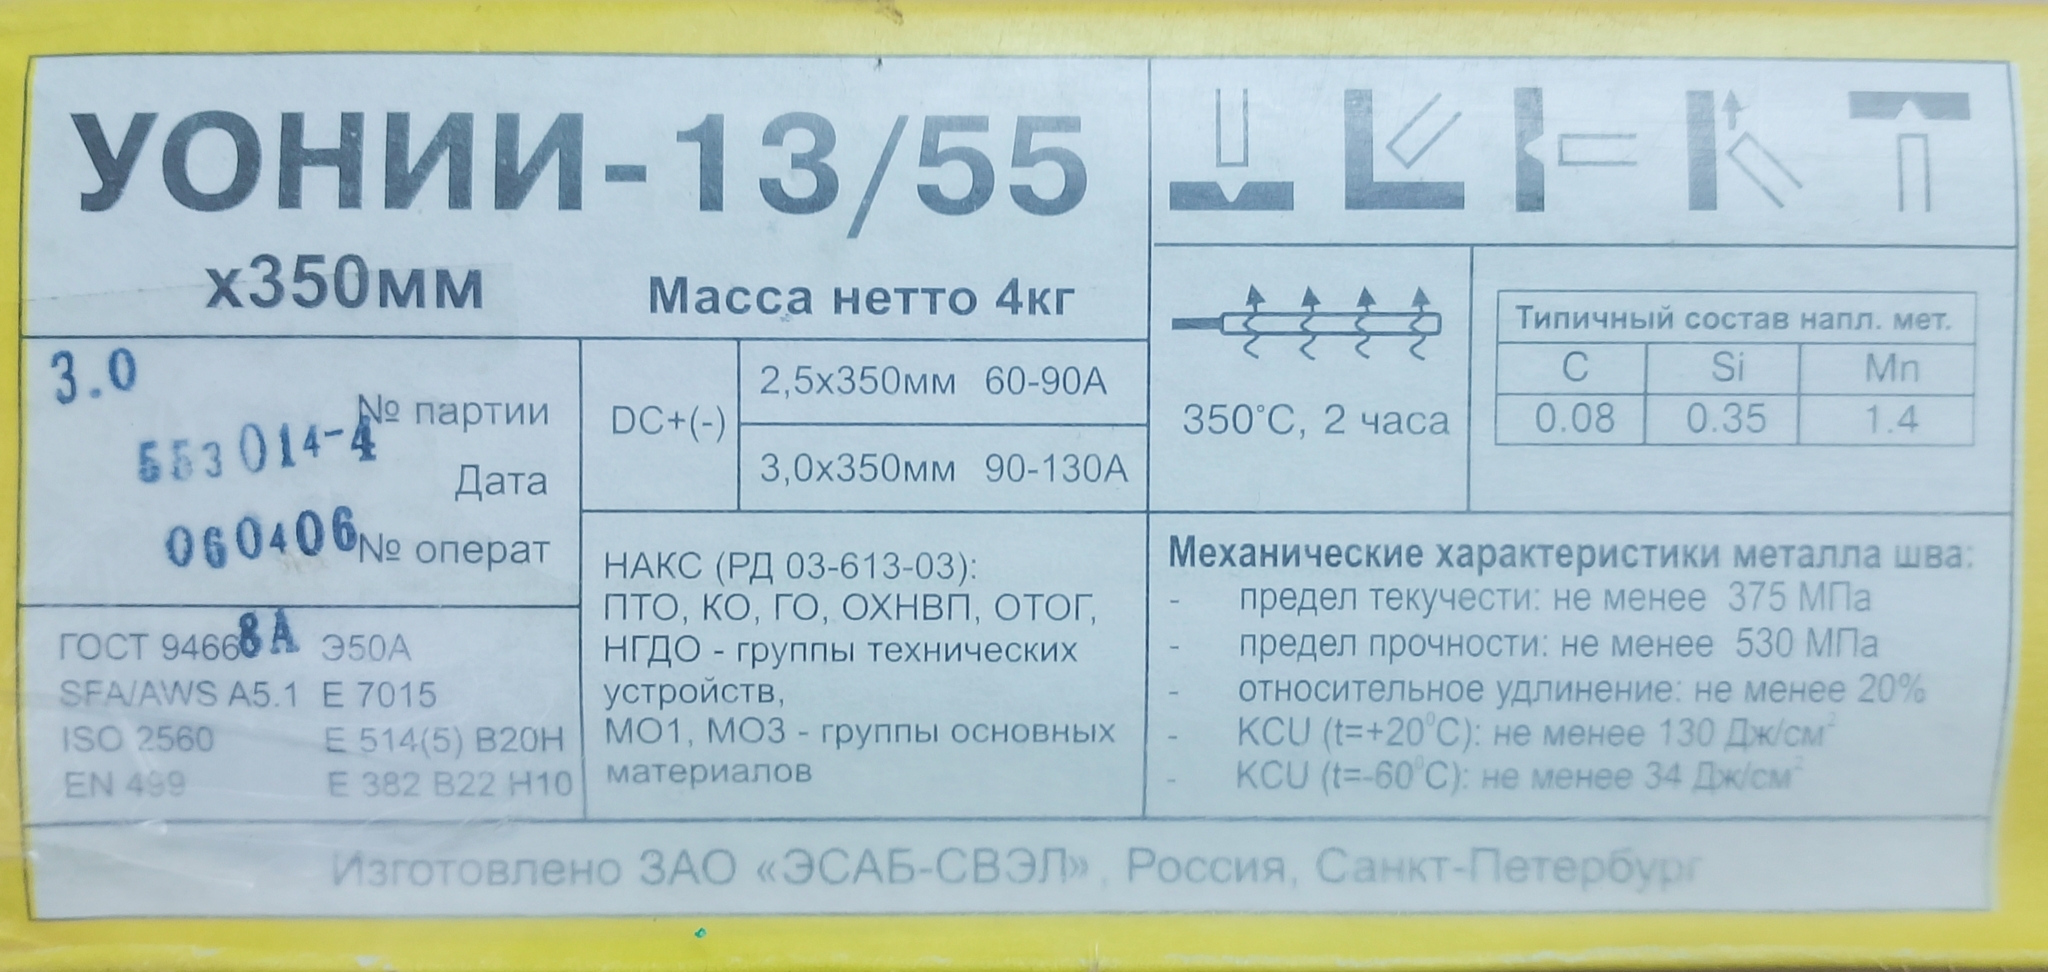 УОНИИ-13/55
х350мм Масса нетто 4кг
3.0
№ партии
553014-4
Дата
060406
№ операт
8А
ГОСТ 9466 Э50А
SFA/AWS A5.1 E 7015
ISO 2560 E 514(5) B20H
EN 499 E 382 B22 H10
DC+(-)
2,5х350мм 60-90А
3,0х350мм 90-130А
НАКС (РД 03-613-03):
ПТО, КО, ГО, ОХНВП, ОТОГ,
НГДО - группы технических
устройств,
МО1, МО3 - группы основных
материалов
350°С, 2 часа
Типичный состав напл. мет.
C Si Mn
0.08 0.35 1.4
Механические характеристики металла шва:
- предел текучести: не менее 375 МПа
- предел прочности: не менее 530 МПа
- относительное удлинение: не менее 20%
- KCU (t=+20⁰C): не менее 130 Дж/см²
- KCU (t=-60⁰C): не менее 34 Дж/см²
Изготовлено ЗАО «ЭСАБ-СВЭЛ», Россия, Санкт-Петербург